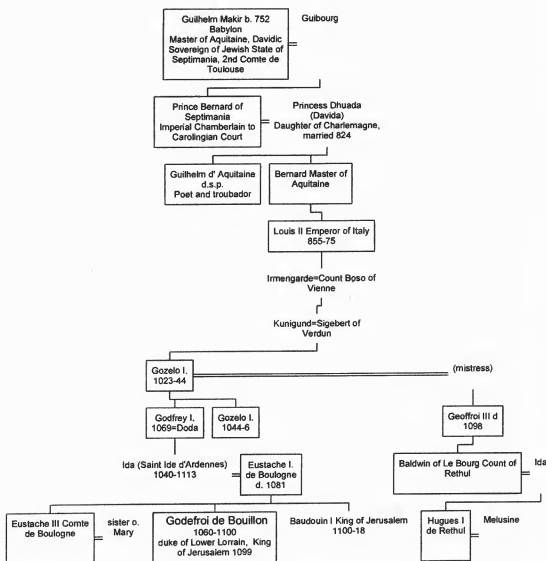 Guilhelm Makir b. 752
Babylon
Master of Aquitaine, Davidic
Sovereign of Jewish State of
Septimania, 2nd Comte de
Toulouse
Guibourg
Prince Bernard of
Septimania
Imperial Chamberlain to
Carolingian Court
Princess Dhuada
(Davida)
Daughter of Charlemagne,
married 824
Guilhelm d' Aquitaine
d.s.p.
Poet and troubador
Bernard Master of
Aquitaine
Louis II Emperor of Italy
855-75
Irmengarde=Count Boso of
Vienne
Kunigund=Sigebert of
Verdun
Gozelo I.
1023-44
(mistress)
Godfrey I.
1069=Doda
Gozelo I.
1044-6
Geoffroi III d
1098
Ida (Saint Ide d'Ardennes)
1040-1113
Eustache I.
de Boulogne
d. 1081
Baldwin of Le Bourg Count of
Rethul
Ida
Eustache III Comte
de Boulogne
sister o.
Mary
Godefroi de Bouillon
1060-1100
duke of Lower Lorrain, King
of Jerusalem 1099
Baudouin I King of Jerusalem
1100-18
Hugues I
de Rethul
Melusine